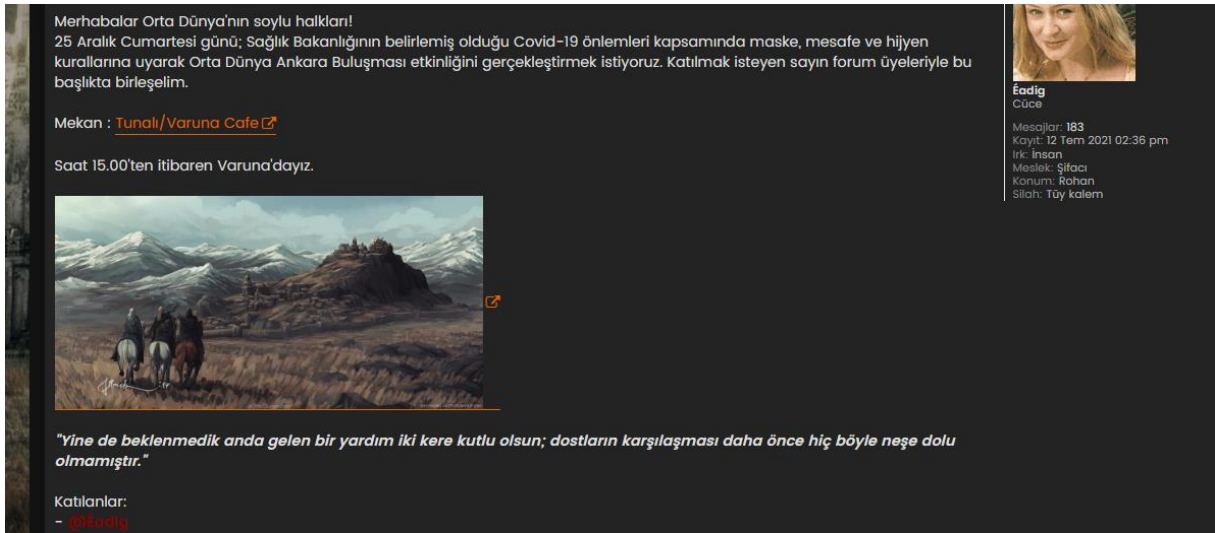 Merhabalar Orta Dünya'nın soylu halkları!
25 Aralık Cumartesi günü; Sağlık Bakanlığının belirlemiş olduğu Covid-19 önlemleri kapsamında maske, mesafe ve hijyen
kurallarına uyarak Orta Dünya Ankara Buluşması etkinliğini gerçekleştirmek istiyoruz. Katılmak isteyen sayın forum üyeleriyle bu
başlıkta birleşelim.
Mekan : Tunalı/Varuna Cafe
Saat 15.00'ten itibaren Varuna'dayız.
"Yine de beklenmedik anda gelen bir yardım iki kere kutlu olsun; dostların karşılaşması daha önce hiç böyle neşe dolu
olmamıştır."
Katılanlar:
- @Éadig
Éadig
Cüce
Mesajlar: 183
Kayıt: 12 Tem 2021 02:36 pm
Irk: İnsan
Meslek: Şifacı
Konum: Rohan
Silah: Tüy kalem